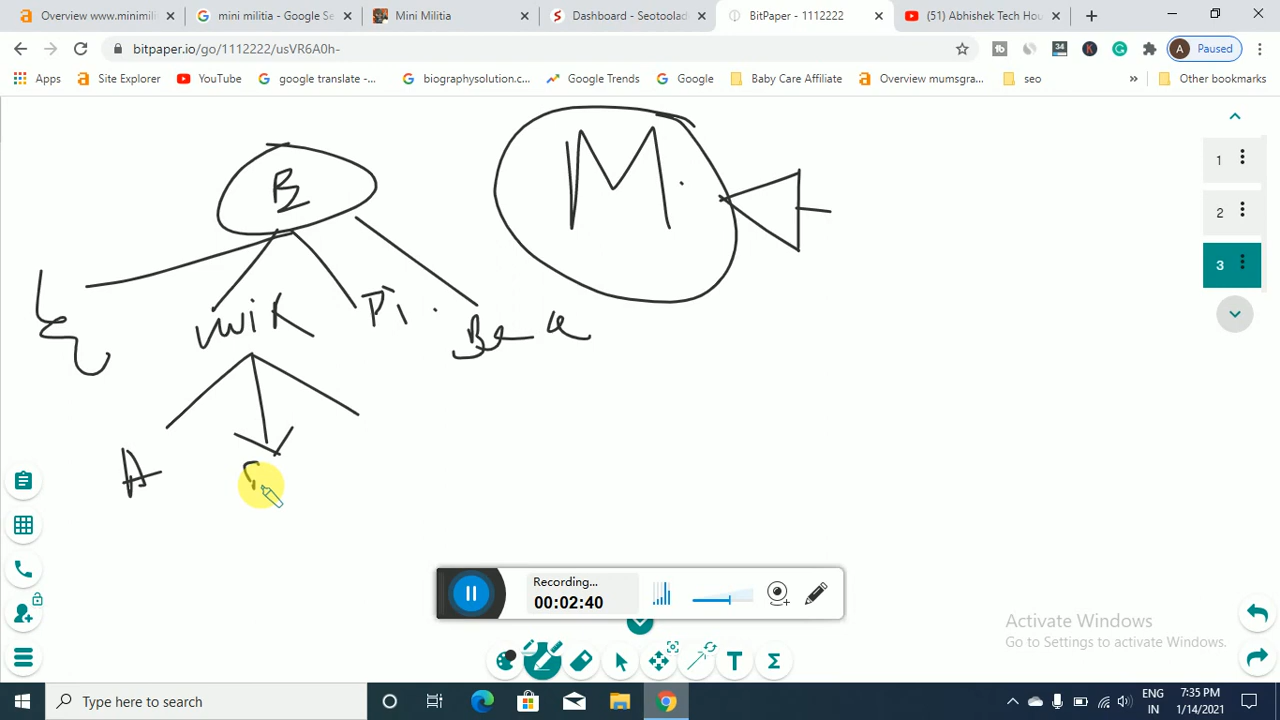 Overview www.minimili
mini militia - Google Se
Mini Militia
Dashboard - Seotoolad
BitPaper - 1112222
(51) Abhishek Tech Hou
bitpaper.io/go/1112222/usVR6A0h-
34
K
A
Paused
Apps
Site Explorer
YouTube
google translate -...
biographysolution.c...
Google Trends
Google
Baby Care Affiliate
Overview mumsgra...
seo
»
Other bookmarks
M.
1
2
3
Pi.
A
Recording...
00:02:40
Activate Windows
Go to Settings to activate Windows.
T
Σ
Type here to search
ENG
IN
7:35 PM
1/14/2021